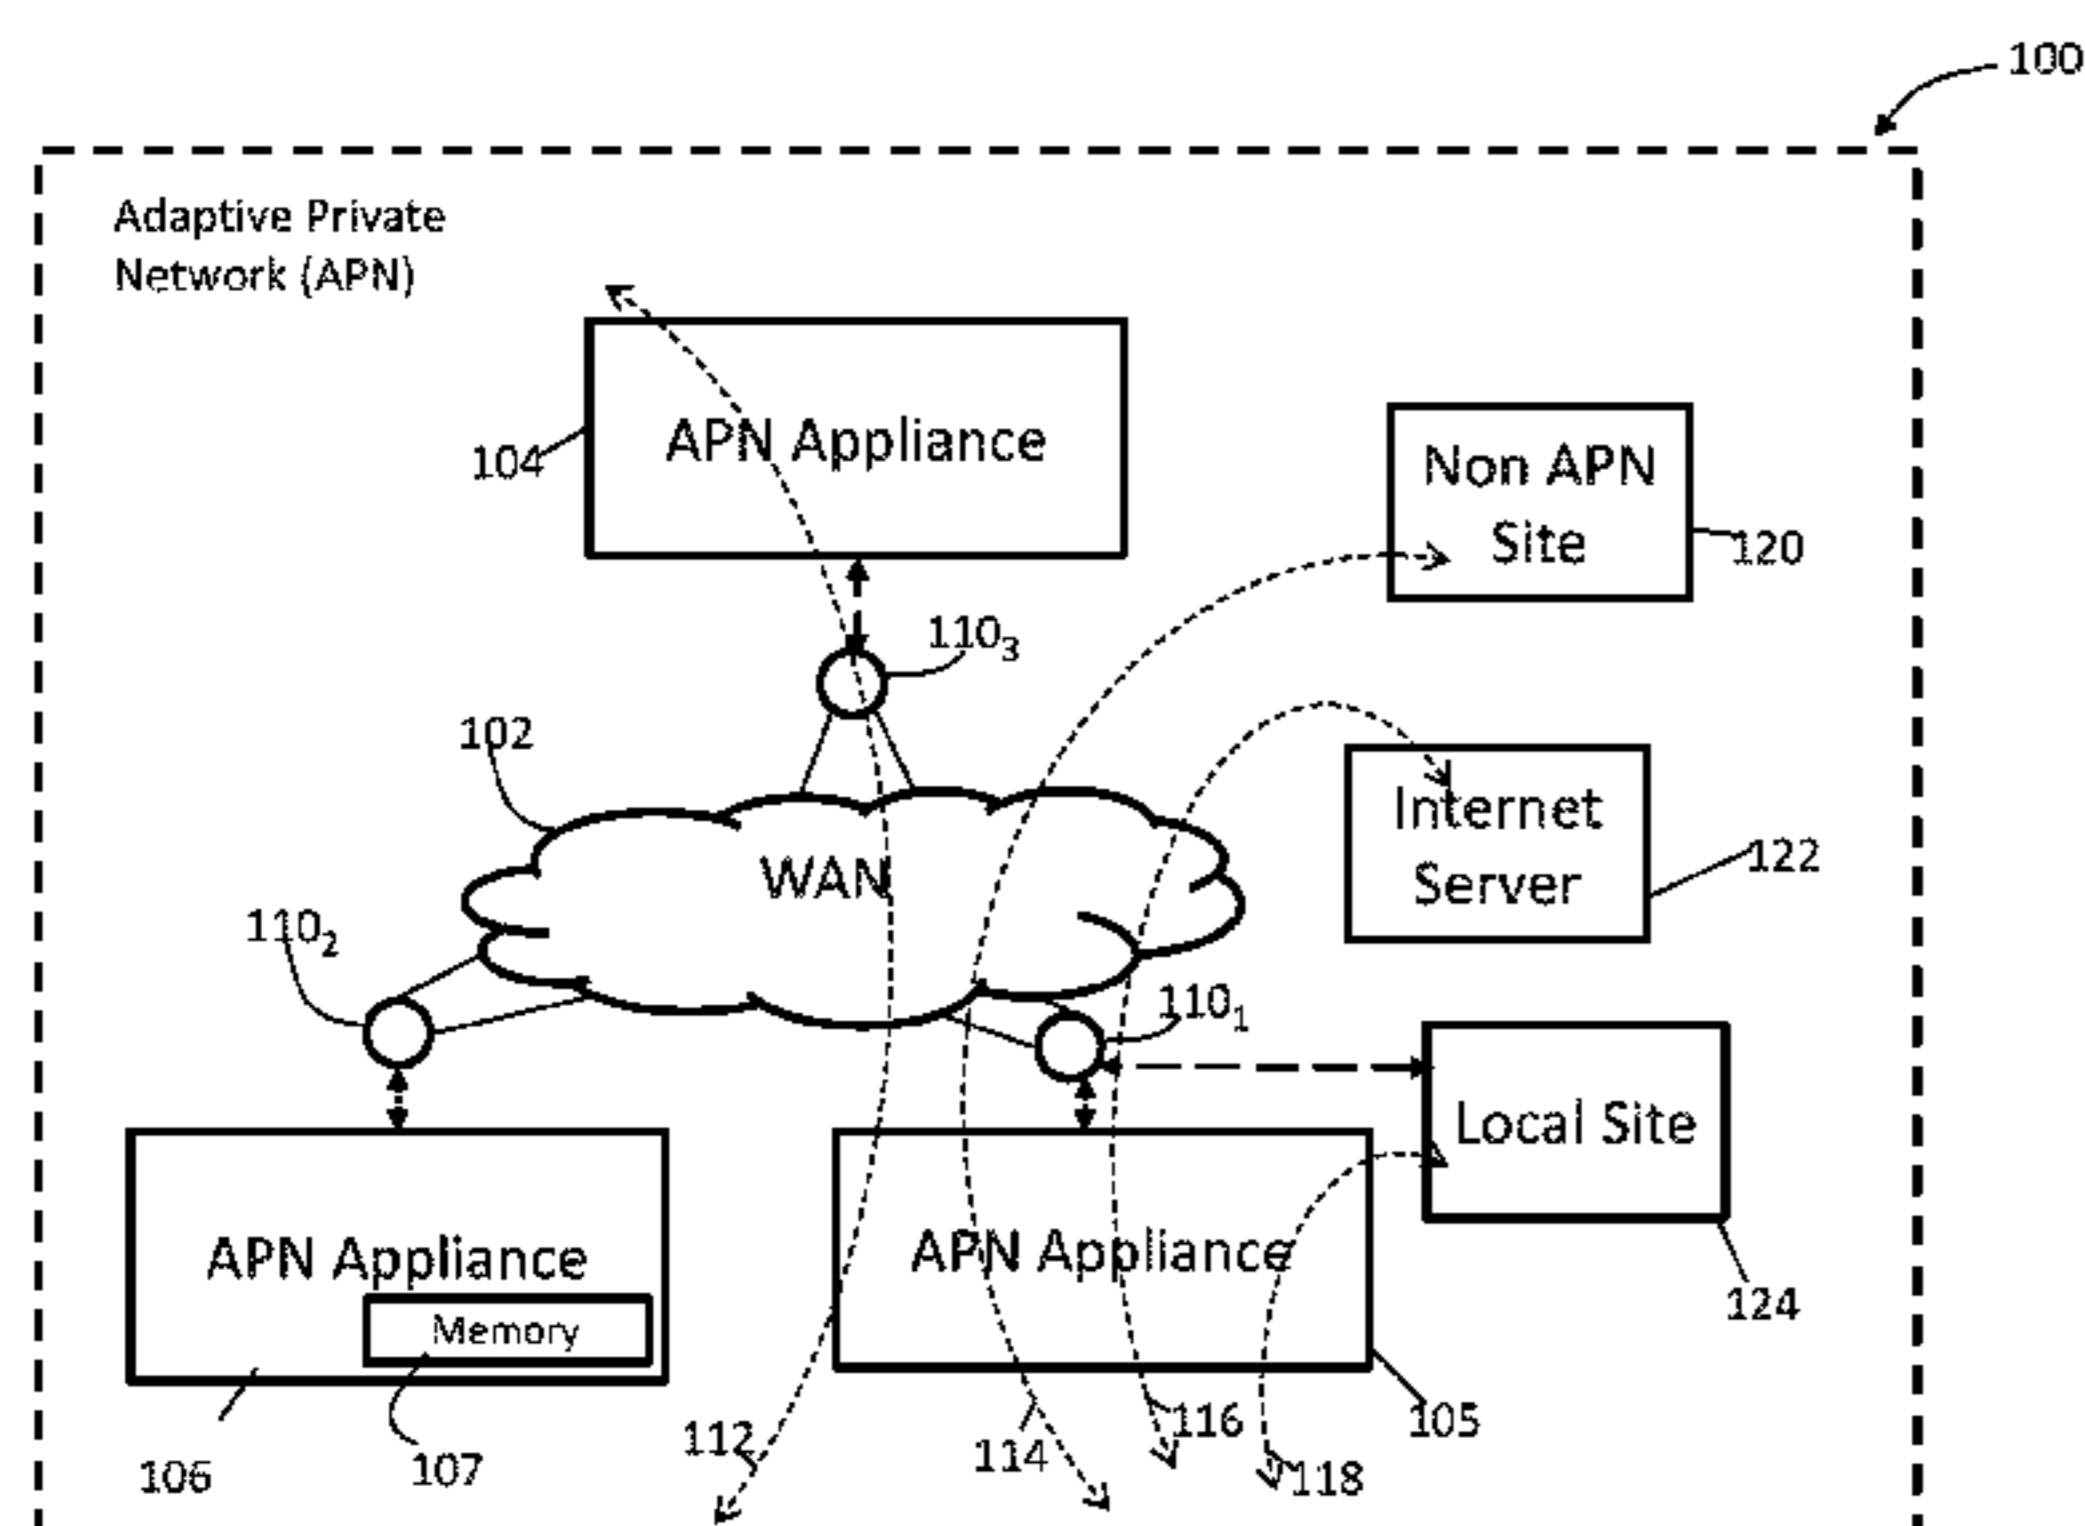 100
Adaptive Private
Network (APN)
APN Appliance
104
Non APN
Site
120
110₃
102
WAN
Internet
Server
122
110₂
110₁
Local Site
124
APN Appliance
Memory
106
107
APN Appliance
105
112
114
116
118